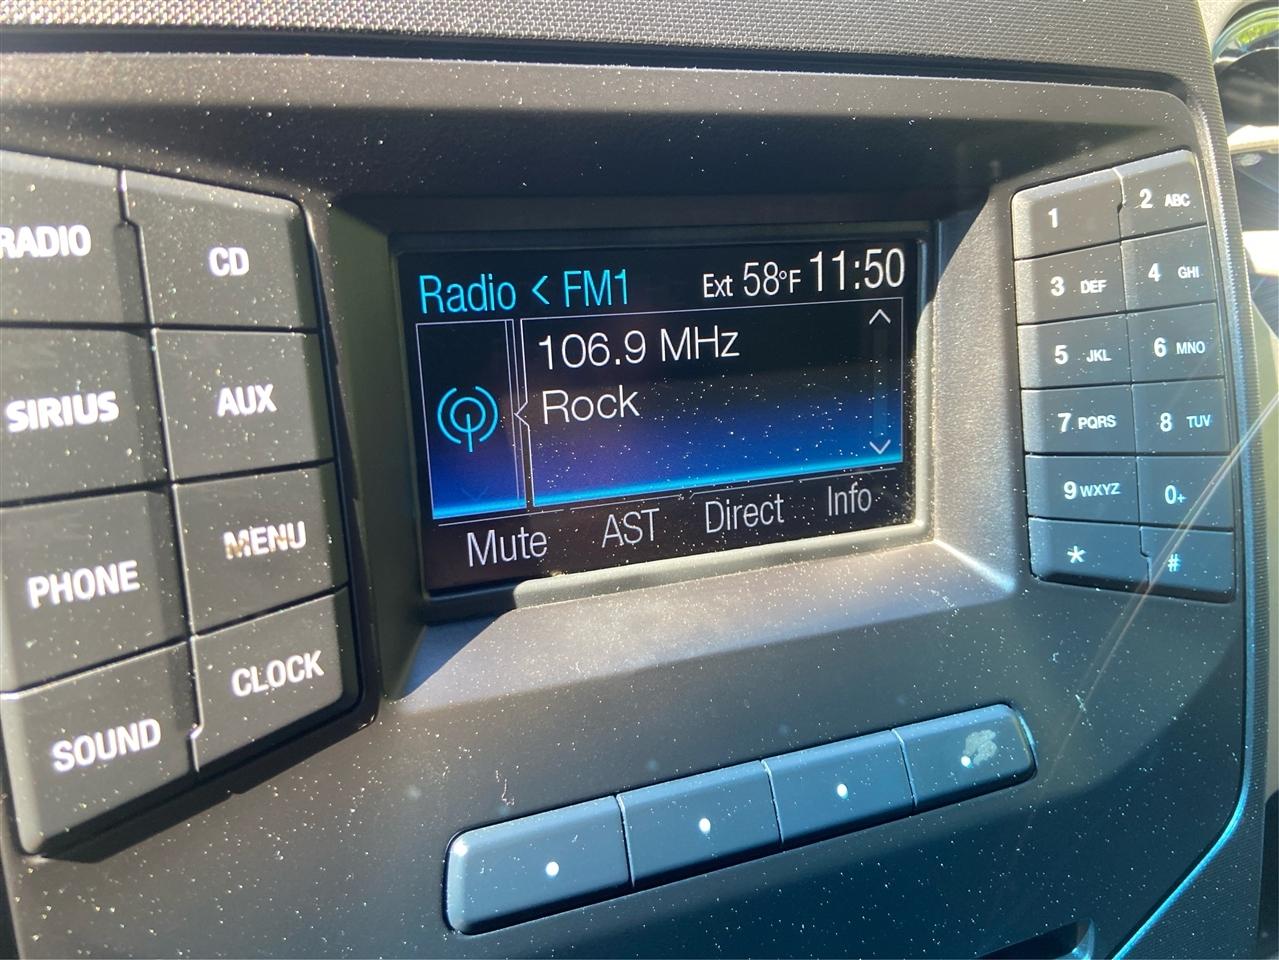 RADIO
CD
SIRIUS
AUX
PHONE
MENU
SOUND
CLOCK
Radio < FM1 Ext 58°F 11:50
106.9 MHz
Rock
Mute AST Direct Info
1
2 ABC
3 DEF
4 GHI
5 JKL
6 MNO
7 PQRS
8 TUV
9 WXYZ
0+
*
#